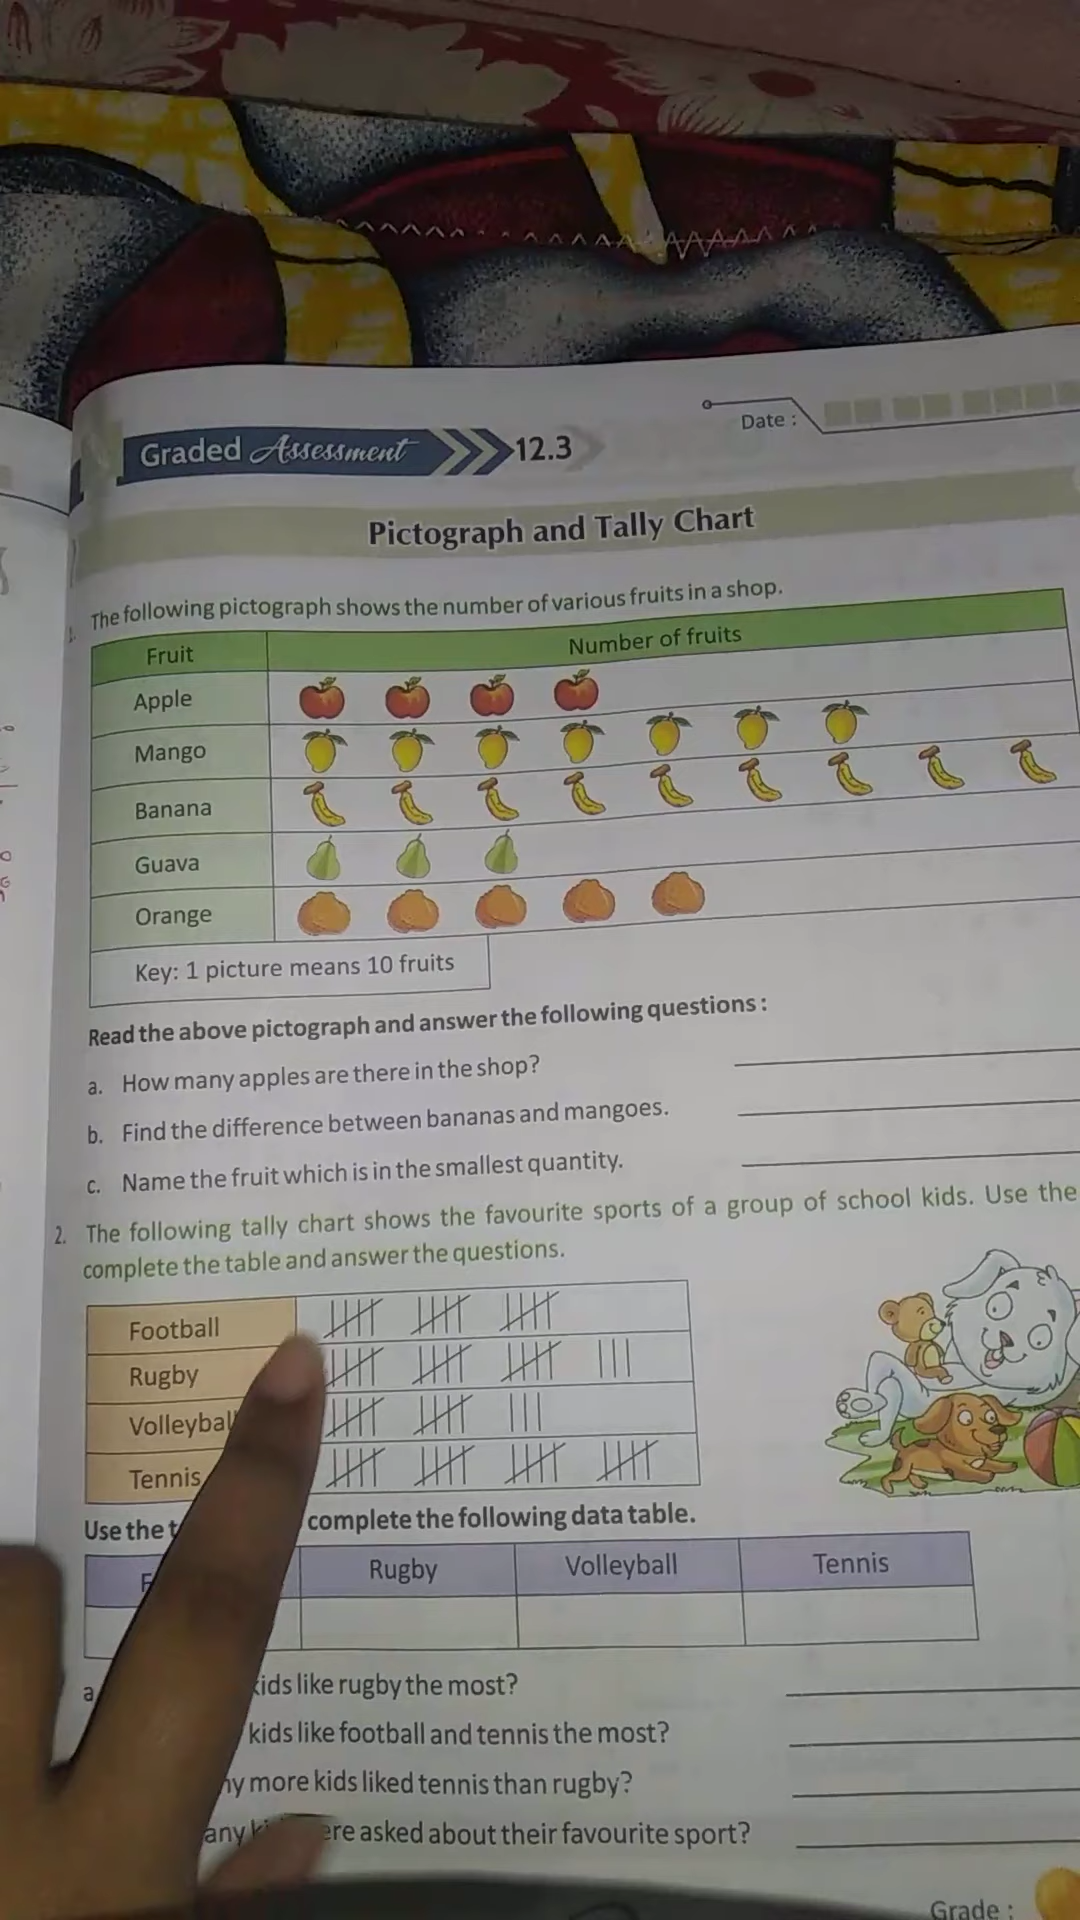 Date :
Graded Assessment 12.3
Pictograph and Tally Chart
1. The following pictograph shows the number of various fruits in a shop.
Fruit Number of fruits
Apple
Mango
Banana
Guava
Orange
Key: 1 picture means 10 fruits
Read the above pictograph and answer the following questions :
a. How many apples are there in the shop?
b. Find the difference between bananas and mangoes.
c. Name the fruit which is in the smallest quantity.
2. The following tally chart shows the favourite sports of a group of school kids. Use the
complete the table and answer the questions.
Football
Rugby
Volleyball
Tennis
Use the complete the following data table.
Rugby Volleyball Tennis
a kids like rugby the most?
kids like football and tennis the most?
more kids liked tennis than rugby?
asked about their favourite sport?
Grade :